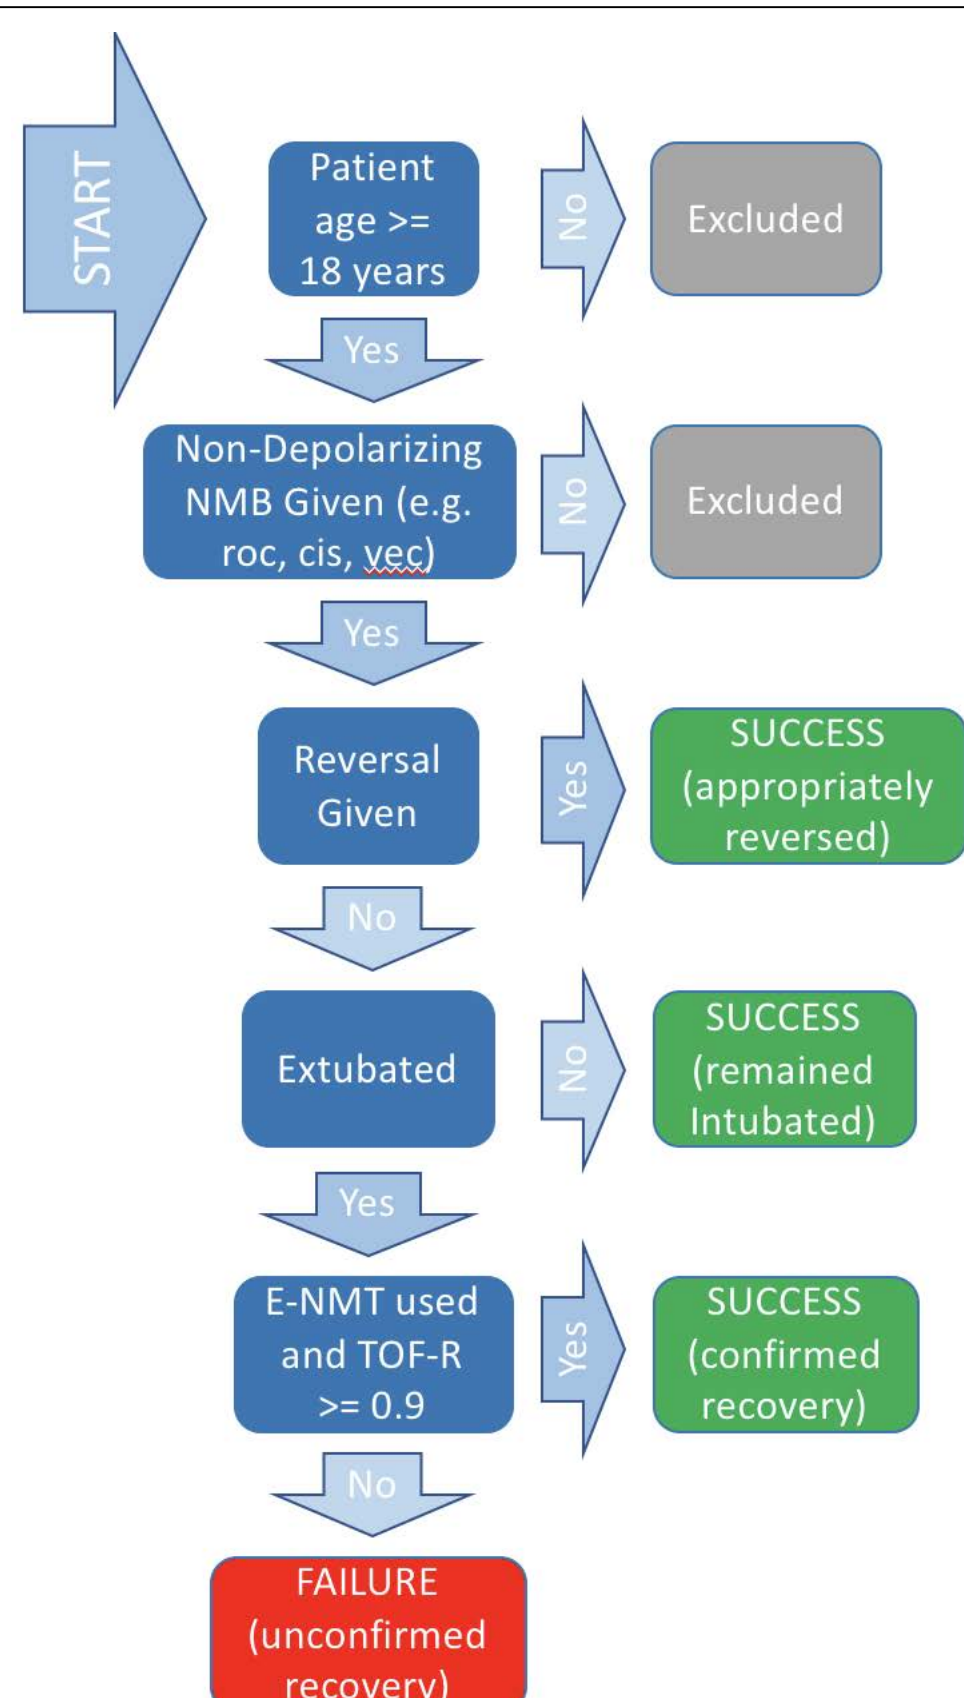 START
Patient
age >=
18 years
No
Excluded
Yes
Non-Depolarizing
NMB Given (e.g.
roc, cis, vec)
No
Excluded
Yes
Reversal
Given
Yes
SUCCESS
(appropriately
reversed)
No
Extubated
No
SUCCESS
(remained
Intubated)
Yes
E-NMT used
and TOF-R
>= 0.9
Yes
SUCCESS
(confirmed
recovery)
No
FAILURE
(unconfirmed
recovery)